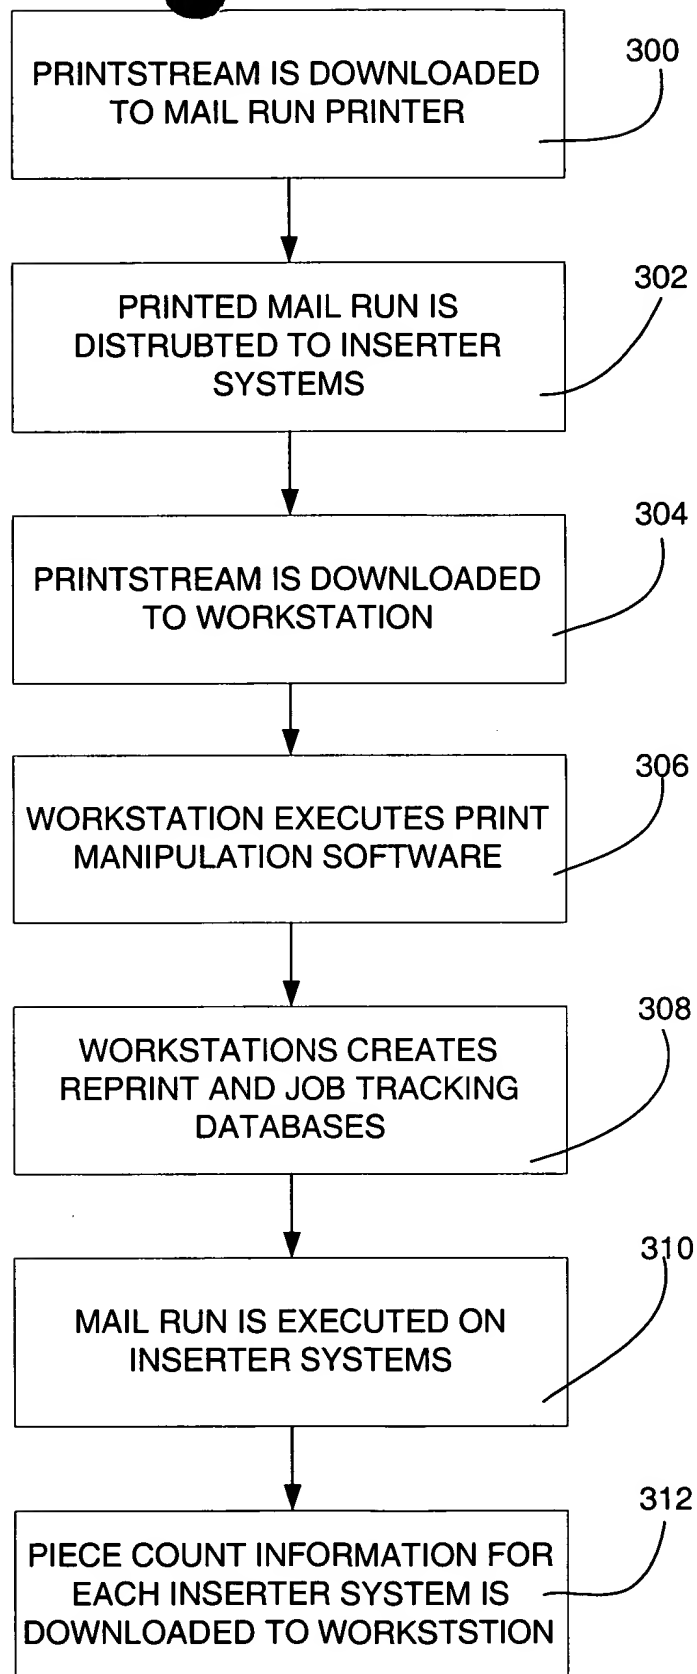 PRINTSTREAM IS DOWNLOADED
TO MAIL RUN PRINTER
300
PRINTED MAIL RUN IS
DISTRUBTED TO INSERTER
SYSTEMS
302
PRINTSTREAM IS DOWNLOADED
TO WORKSTATION
304
WORKSTATION EXECUTES PRINT
MANIPULATION SOFTWARE
306
WORKSTATIONS CREATES
REPRINT AND JOB TRACKING
DATABASES
308
MAIL RUN IS EXECUTED ON
INSERTER SYSTEMS
310
PIECE COUNT INFORMATION FOR
EACH INSERTER SYSTEM IS
DOWNLOADED TO WORKSTSTION
312